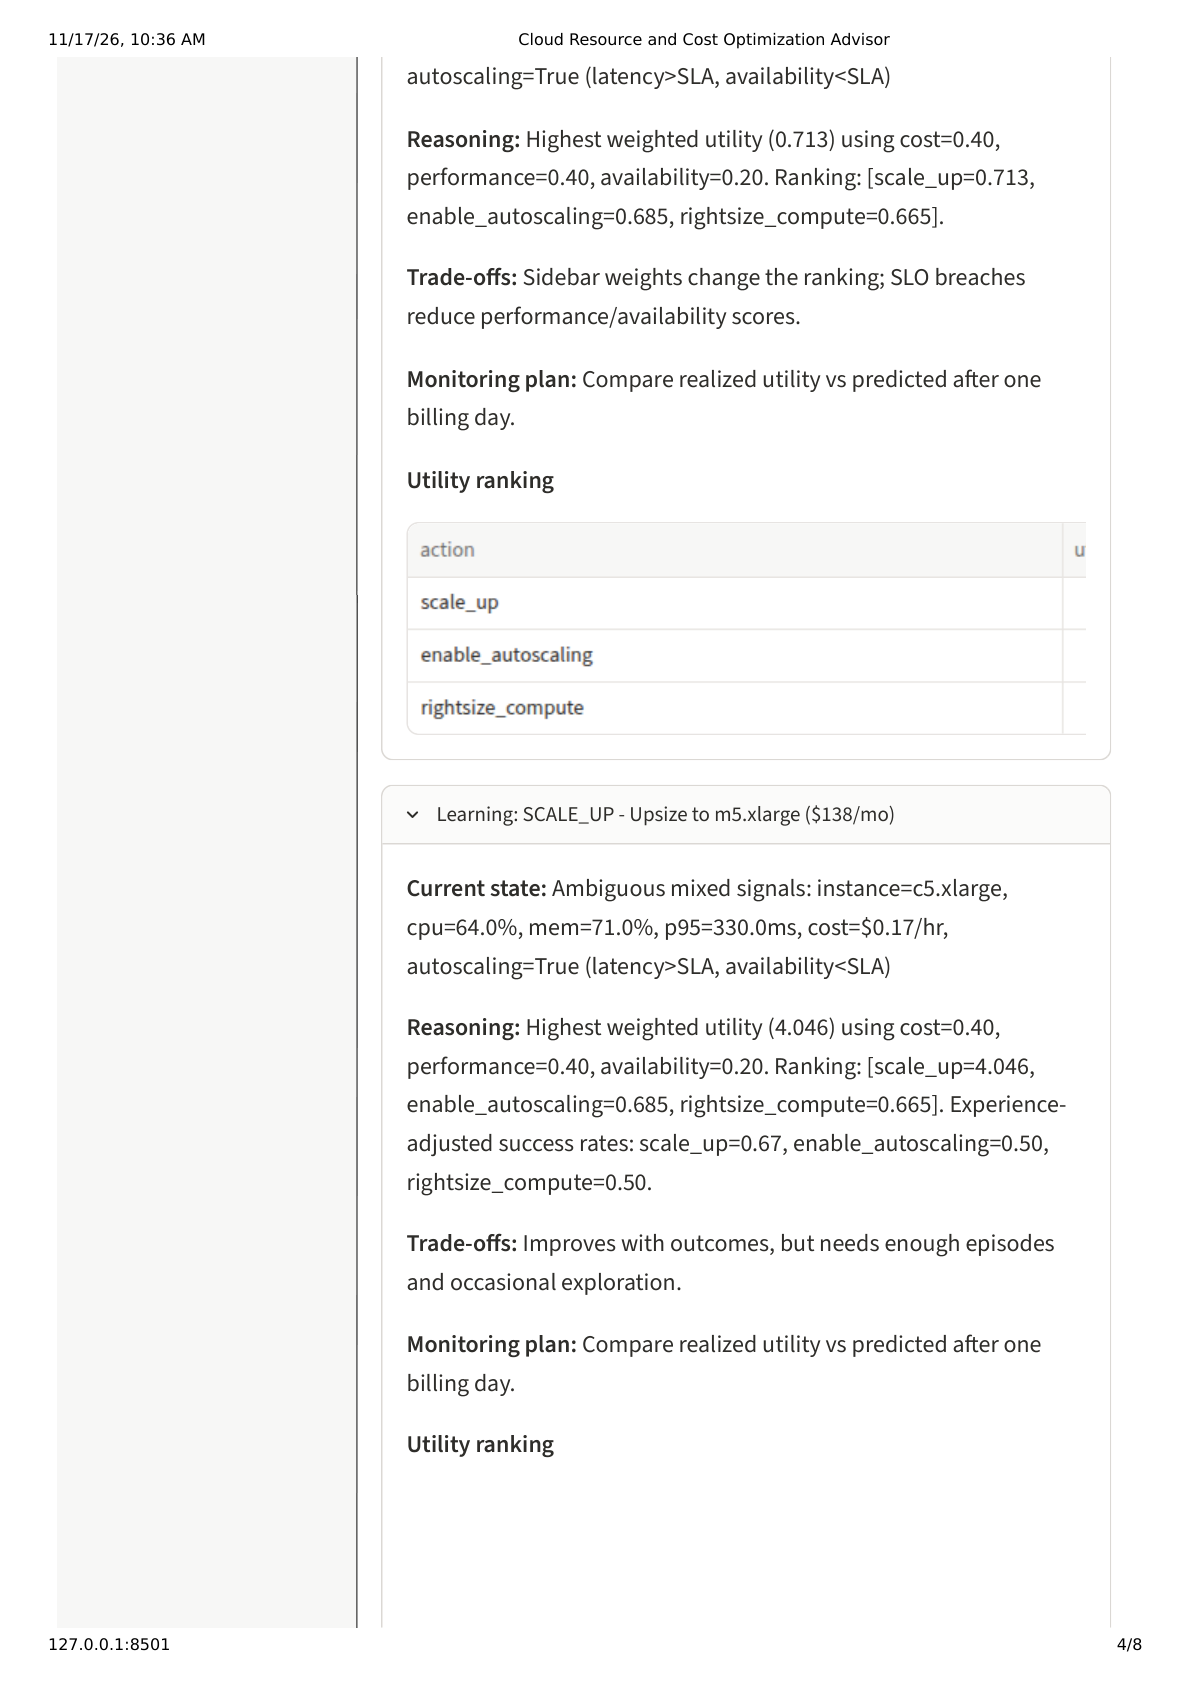 11/17/26, 10:36 AM
Cloud Resource and Cost Optimization Advisor
autoscaling=True (latency>SLA, availability<SLA)
Reasoning: Highest weighted utility (0.713) using cost=0.40,
performance=0.40, availability=0.20. Ranking: [scale_up=0.713,
enable_autoscaling=0.685, rightsize_compute=0.665].
Trade-offs: Sidebar weights change the ranking; SLO breaches
reduce performance/availability scores.
Monitoring plan: Compare realized utility vs predicted after one
billing day.
Utility ranking
action u
scale_up
enable_autoscaling
rightsize_compute
Learning: SCALE_UP - Upsize to m5.xlarge ($138/mo)
Current state: Ambiguous mixed signals: instance=c5.xlarge,
cpu=64.0%, mem=71.0%, p95=330.0ms, cost=$0.17/hr,
autoscaling=True (latency>SLA, availability<SLA)
Reasoning: Highest weighted utility (4.046) using cost=0.40,
performance=0.40, availability=0.20. Ranking: [scale_up=4.046,
enable_autoscaling=0.685, rightsize_compute=0.665]. Experience-
adjusted success rates: scale_up=0.67, enable_autoscaling=0.50,
rightsize_compute=0.50.
Trade-offs: Improves with outcomes, but needs enough episodes
and occasional exploration.
Monitoring plan: Compare realized utility vs predicted after one
billing day.
Utility ranking
127.0.0.1:8501
4/8